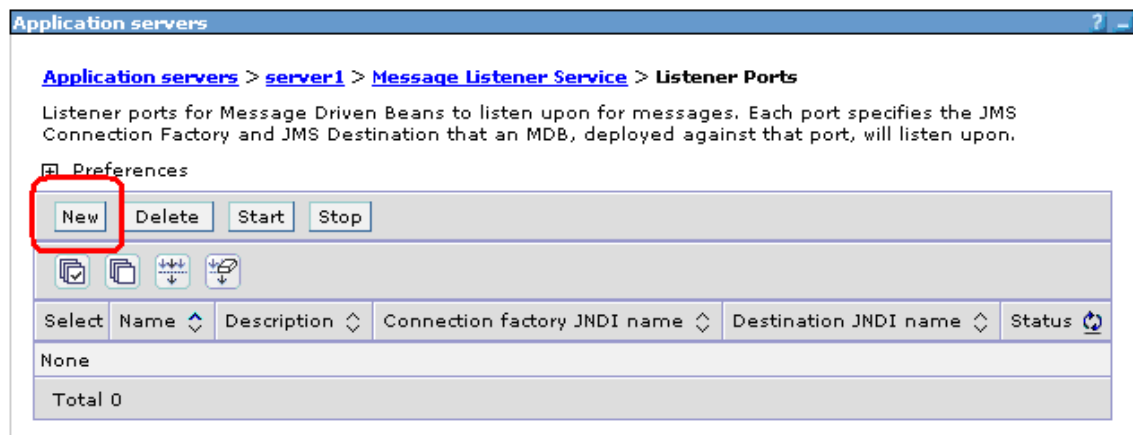 Application servers ? _
Application servers > server1 > Message Listener Service > Listener Ports
Listener ports for Message Driven Beans to listen upon for messages. Each port specifies the JMS
Connection Factory and JMS Destination that an MDB, deployed against that port, will listen upon.
Preferences
New Delete Start Stop
Select Name Description Connection factory JNDI name Destination JNDI name Status
None
Total 0